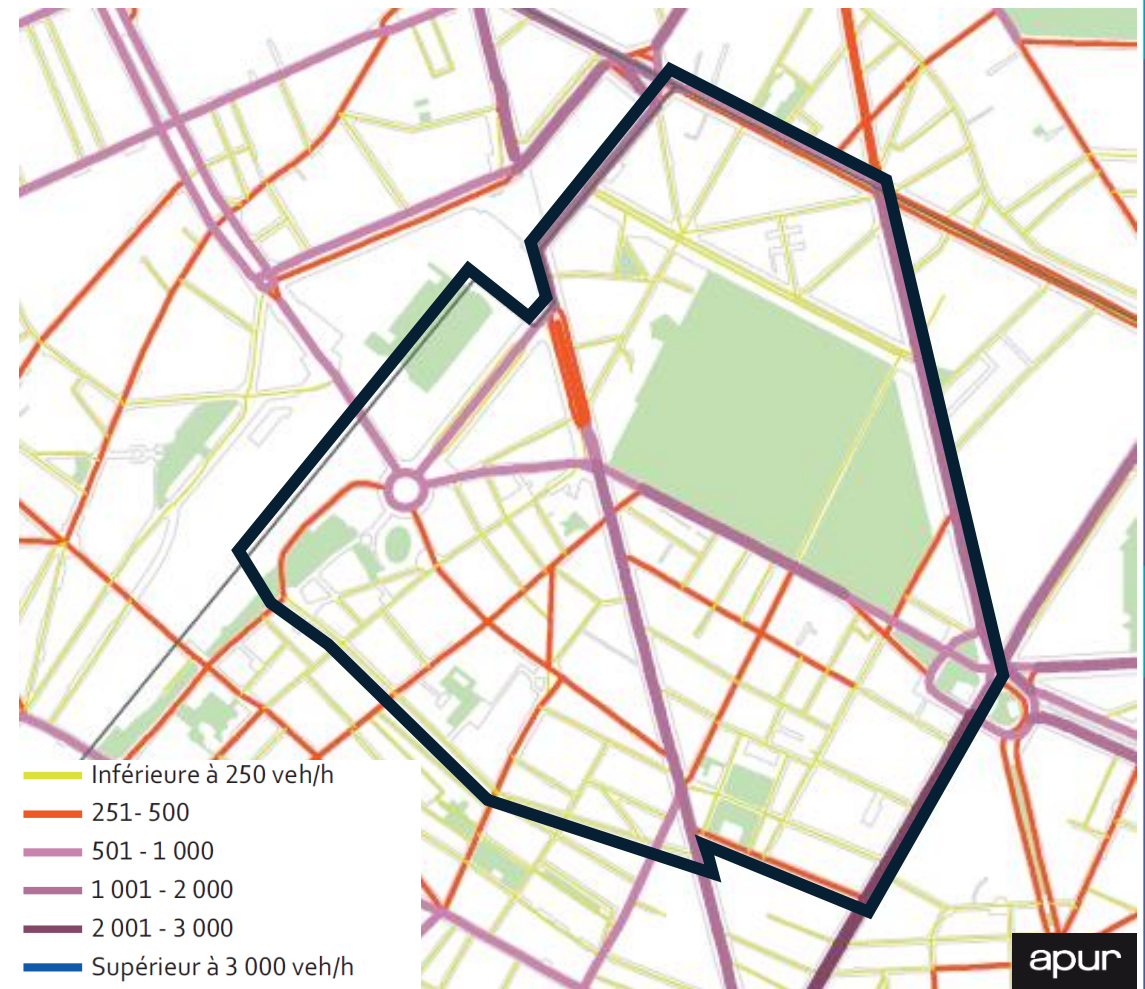 Inférieure à 250 veh/h
251- 500
501 - 1 000
1 001 - 2 000
2 001 - 3 000
Supérieur à 3 000 veh/h
apur